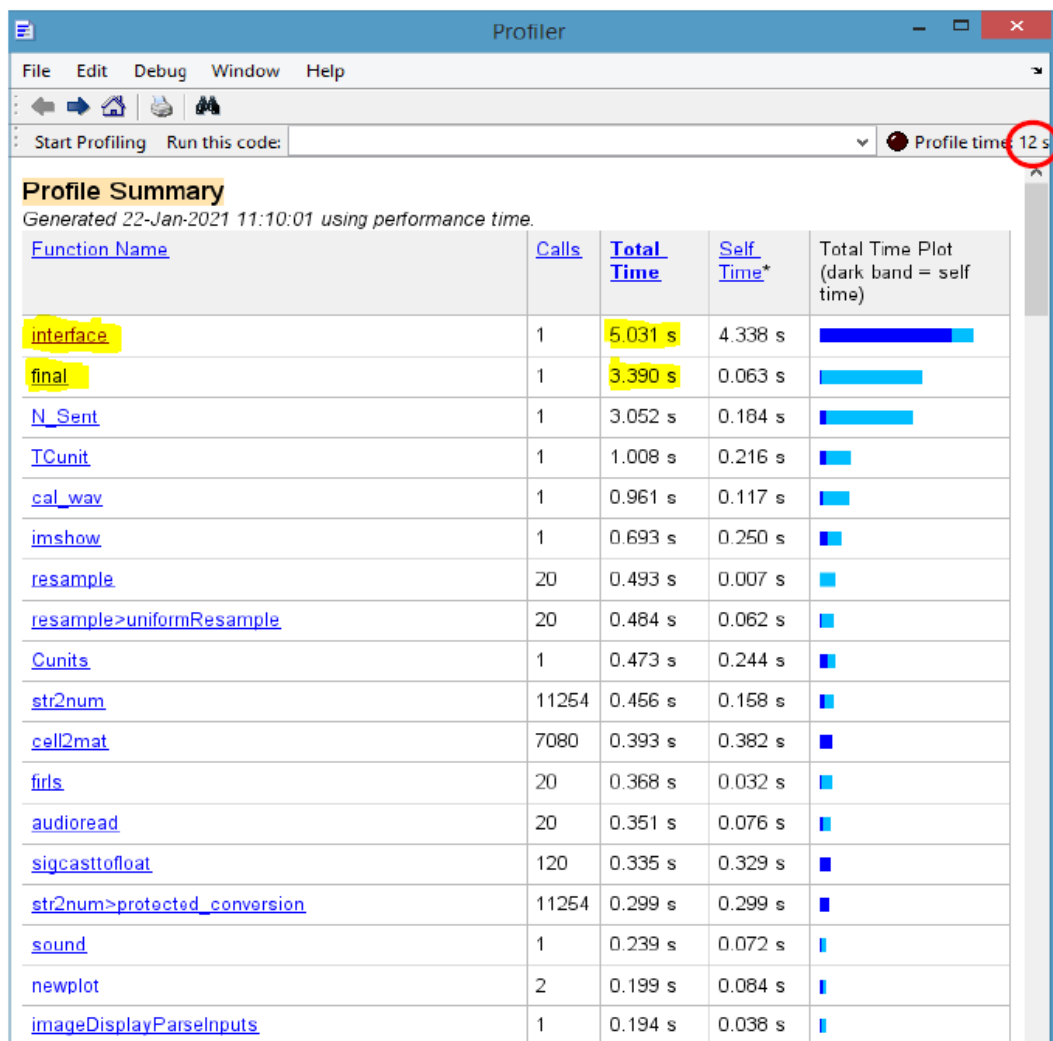 Profiler
File Edit Debug Window Help
Start Profiling Run this code: Profile time: 12 s
Profile Summary
Generated 22-Jan-2021 11:10:01 using performance time.
Function Name Calls Total Time Self Time* Total Time Plot (dark band = self time)
interface 1 5.031 s 4.338 s
final 1 3.390 s 0.063 s
N_Sent 1 3.052 s 0.184 s
TCunit 1 1.008 s 0.216 s
cal_wav 1 0.961 s 0.117 s
imshow 1 0.693 s 0.250 s
resample 20 0.493 s 0.007 s
resample>uniformResample 20 0.484 s 0.062 s
Cunits 1 0.473 s 0.244 s
str2num 11254 0.456 s 0.158 s
cell2mat 7080 0.393 s 0.382 s
firls 20 0.368 s 0.032 s
audioread 20 0.351 s 0.076 s
sigcasttofloat 120 0.335 s 0.329 s
str2num>protected_conversion 11254 0.299 s 0.299 s
sound 1 0.239 s 0.072 s
newplot 2 0.199 s 0.084 s
imageDisplayParseInputs 1 0.194 s 0.038 s